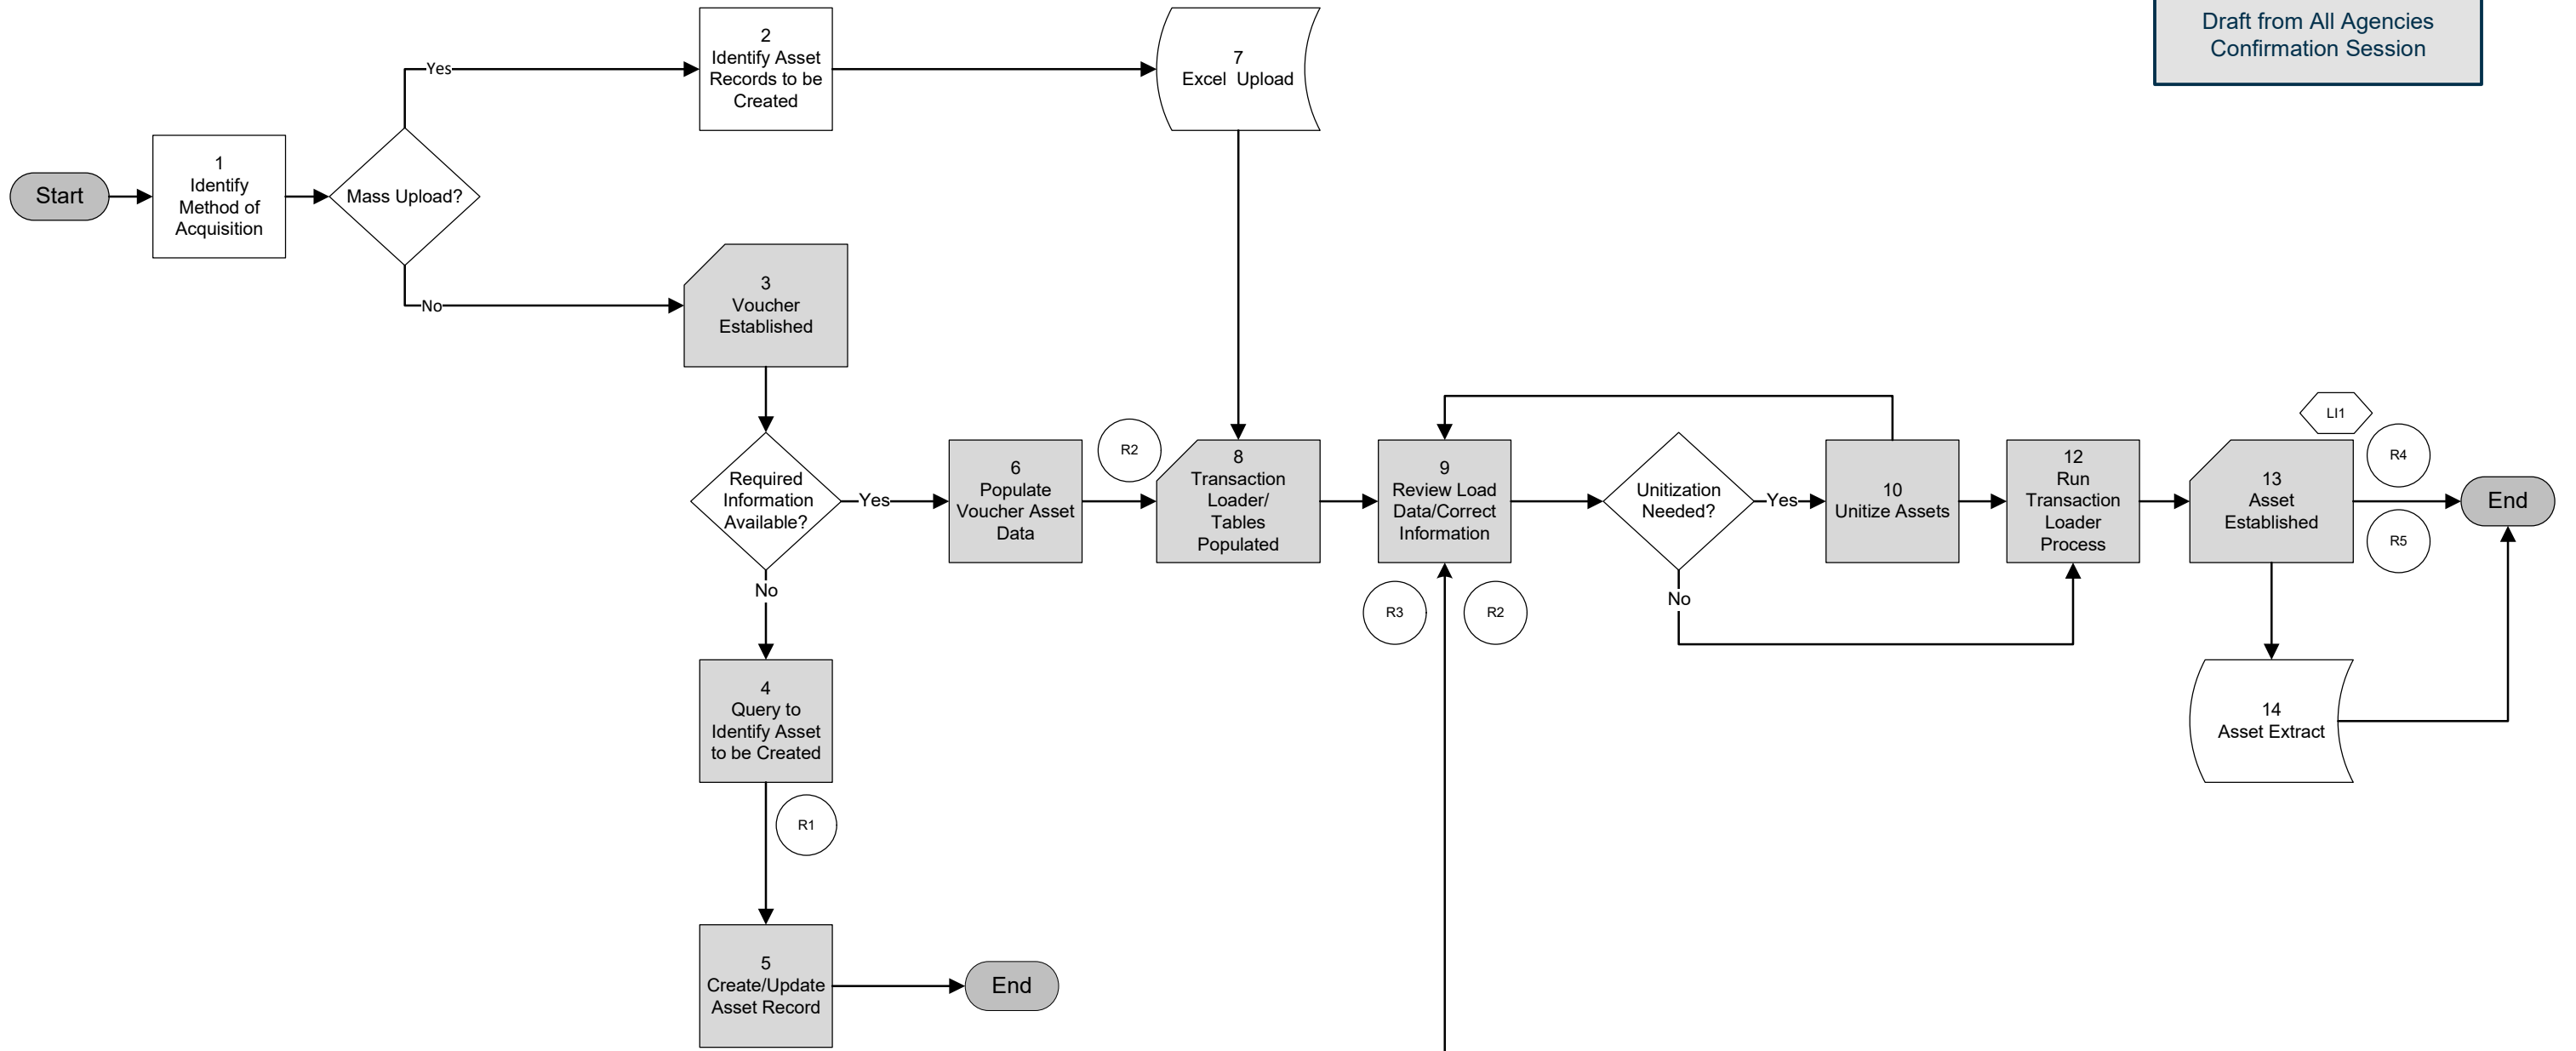 Draft from All Agencies
Confirmation Session
2
Identify Asset
Records to be
Created
7
Excel  Upload
Yes
Start
1
Identify
Method of
Acquisition
Mass Upload?
No
3
Voucher
Established
Required
Information
Available?
Yes
6
Populate
Voucher Asset
Data
R2
8
Transaction
Loader/
Tables
Populated
9
Review Load
Data/Correct
Information
Unitization
Needed?
Yes
10
Unitize Assets
12
Run
Transaction
Loader
Process
13
Asset
Established
LI1
R4
R5
End
No
R3
R2
No
4
Query to
Identify Asset
to be Created
14
Asset Extract
R1
5
Create/Update
Asset Record
End